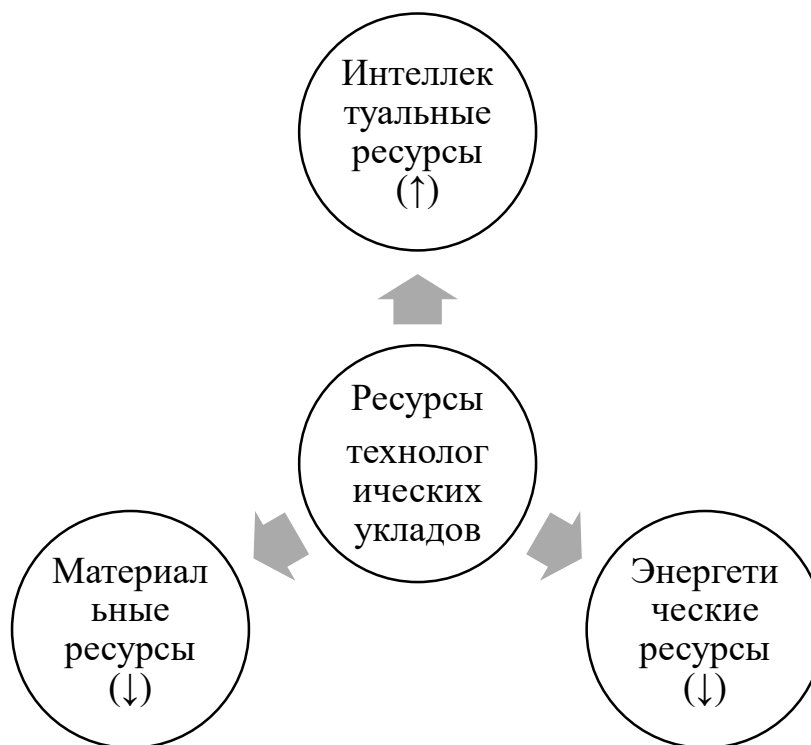 Интеллек
туальные
ресурсы
(↑)
Ресурсы
технолог
ических
укладов
Материал
ьные
ресурсы
(↓)
Энергети
ческие
ресурсы
(↓)